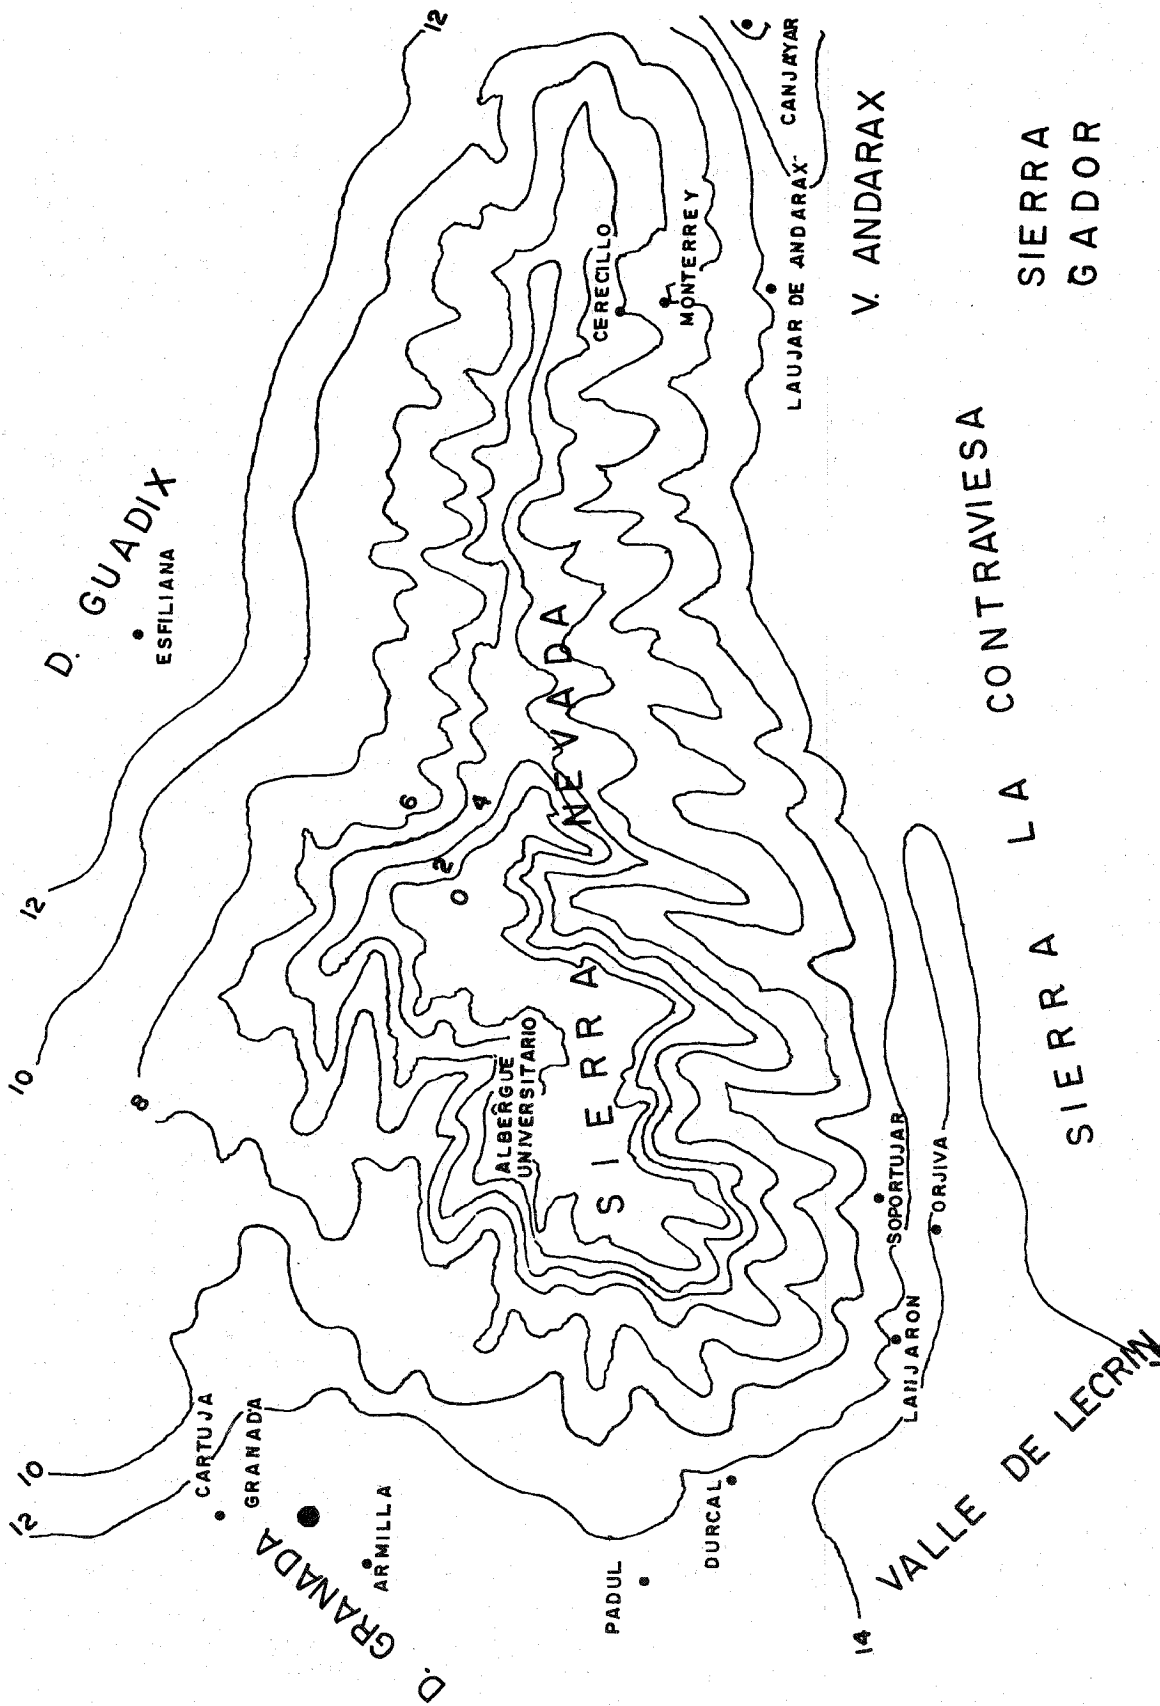 12
10
CARTUJA
GRANADA
D. GRANADA
ARMILLA
PADUL
DURCAL
14
VALLE DE LECRIN
LANJARON
ORJIVA
SOPORTUJAR
8
10
12
ALBERGUE
UNIVERSITARIO
0
2
4
6
SIERRA NEVADA
D. GUADIX
ESFILIANA
12
CERECILLO
MONTERREY
LAUJAR DE ANDARAX
CANJAYAR
V. ANDARAX
SIERRA LA CONTRAVIESA
SIERRA
GADOR